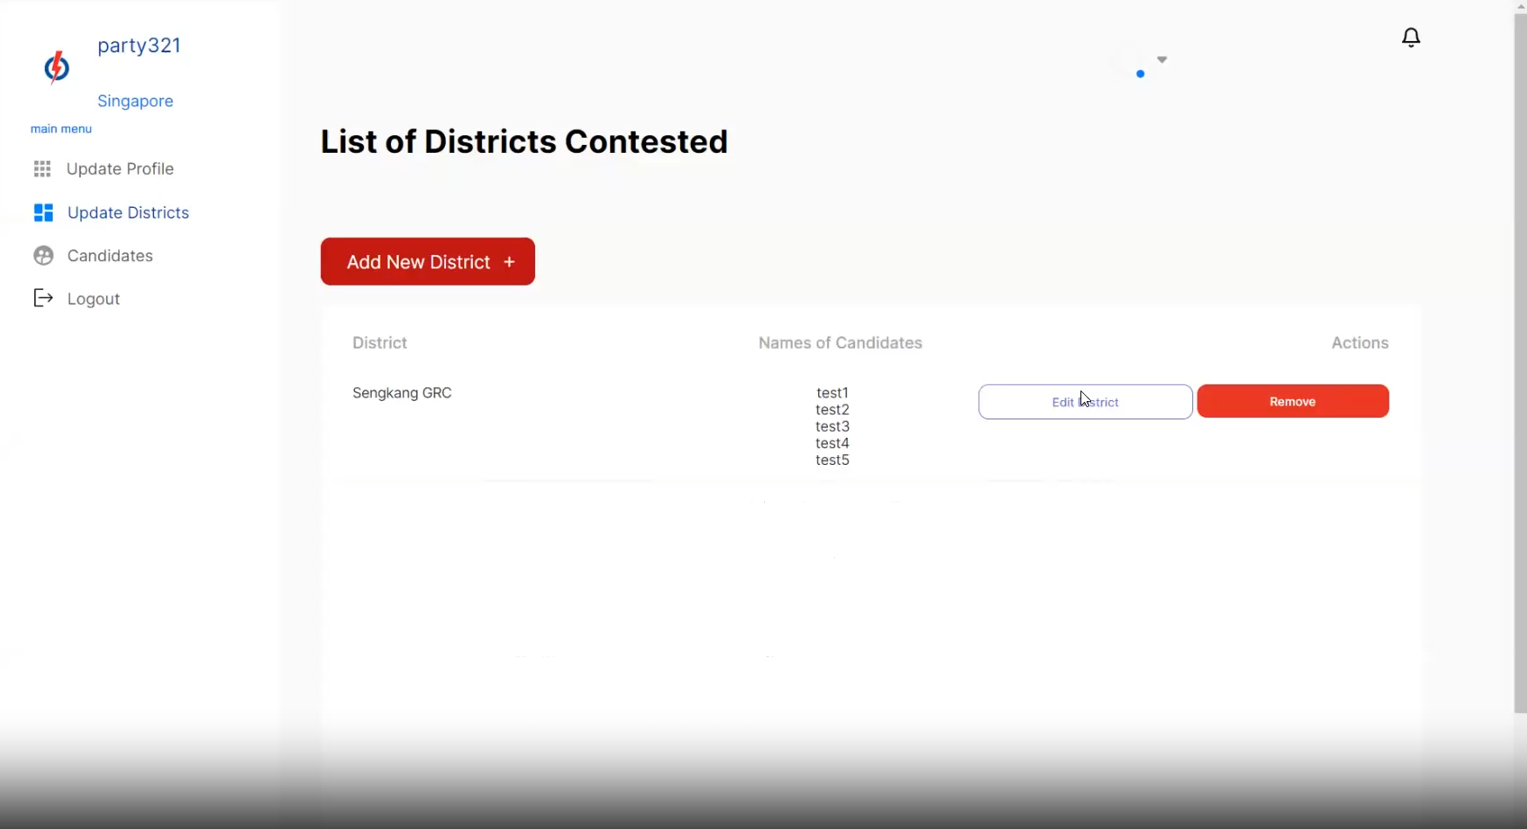 party321
Singapore
main menu
Update Profile
Update Districts
Candidates
Logout
List of Districts Contested
Add New District +
District Names of Candidates Actions
Sengkang GRC test1 Edit District Remove
test2
test3
test4
test5